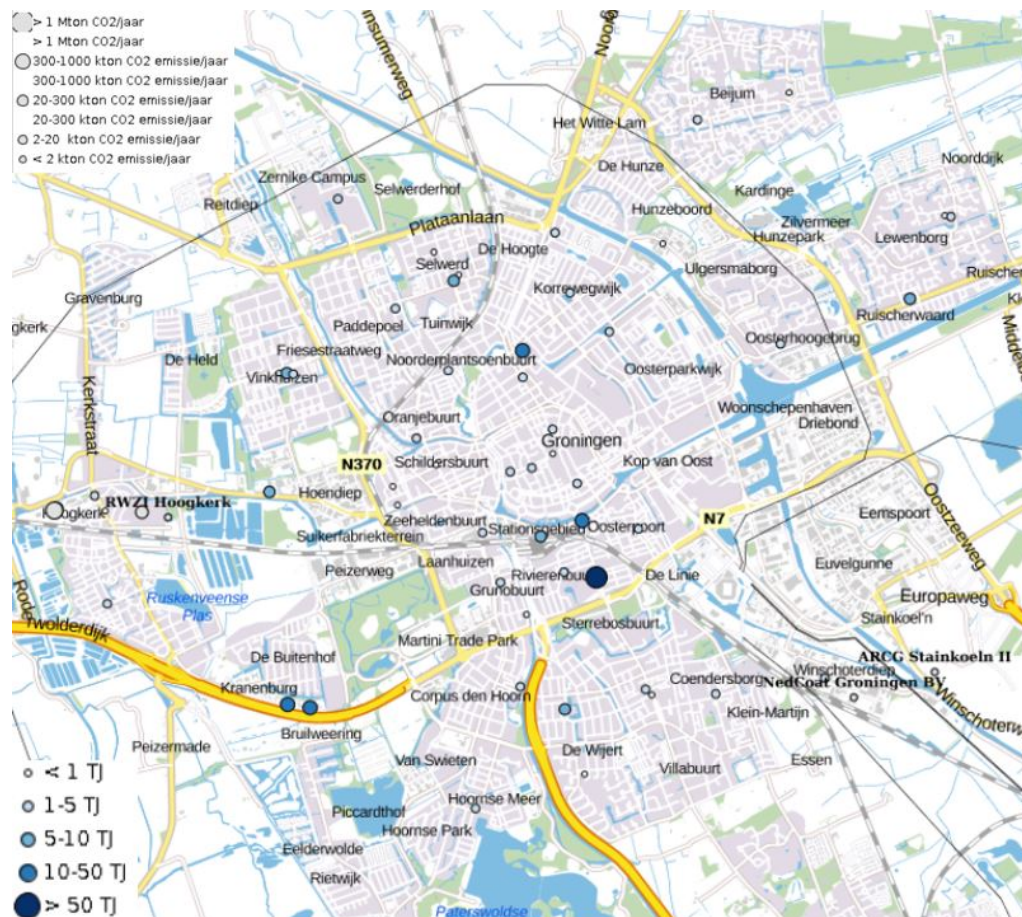 > 1 Mton CO2/jaar
> 1 Mton CO2/jaar
300-1000 kton CO2 emissie/jaar
300-1000 kton CO2 emissie/jaar
20-300 kton CO2 emissie/jaar
20-300 kton CO2 emissie/jaar
2-20 kton CO2 emissie/jaar
< 2 kton CO2 emissie/jaar
Beijum
Het Witte Lam
De Hunze
Noorddijk
Zernike Campus
Selwerderhof
Kardinge
Reitdiep
Hunzeboord
Zilvermeer
Plataanlaan
Hunzepark
Lewenborg
De Hoogte
Selwerd
Ulgersmaborg
Gravenburg
Korrewegwijk
Ruischerwaard
Paddepoel
Tuinwijk
De Held
Friesestraatweg
Noorderplantsoenbuurt
Oosterhoogebrug
Vinkhuizen
Oosterparkwijk
Kerkstraat
Woonschepenhaven
Oranjebuurt
Driebond
Groningen
N370
Schildersbuurt
Kop van Oost
Hoendiep
RWZI Hoogkerk
Eemspoort
Zeeheldenbuurt
Stationsgebied
Oosterpoort
N7
Oostzeeweg
Suikerfabriekterrein
Laanhuizen
Euvelgunne
Peizerweg
De Linie
Grunobuurt
Ruskenveense
Plas
Europaweg
Stainkoel'n
Sterrebosbuurt
Martini Trade Park
De Buitenhof
ARCG Stainkoeln II
Winschoterdiep
Coendersborg
NedCoat Groningen BV
Kranenburg
Corpus den Hoorn
Klein-Martijn
Bruilweering
Peizermade
De Wijert
Van Swieten
Essen
Villabuurt
< 1 TJ
1-5 TJ
Piccardthof
Hoornse Meer
Hoornse Park
5-10 TJ
Eelderwolde
10-50 TJ
Rietwijk
> 50 TJ
Paterswoldse